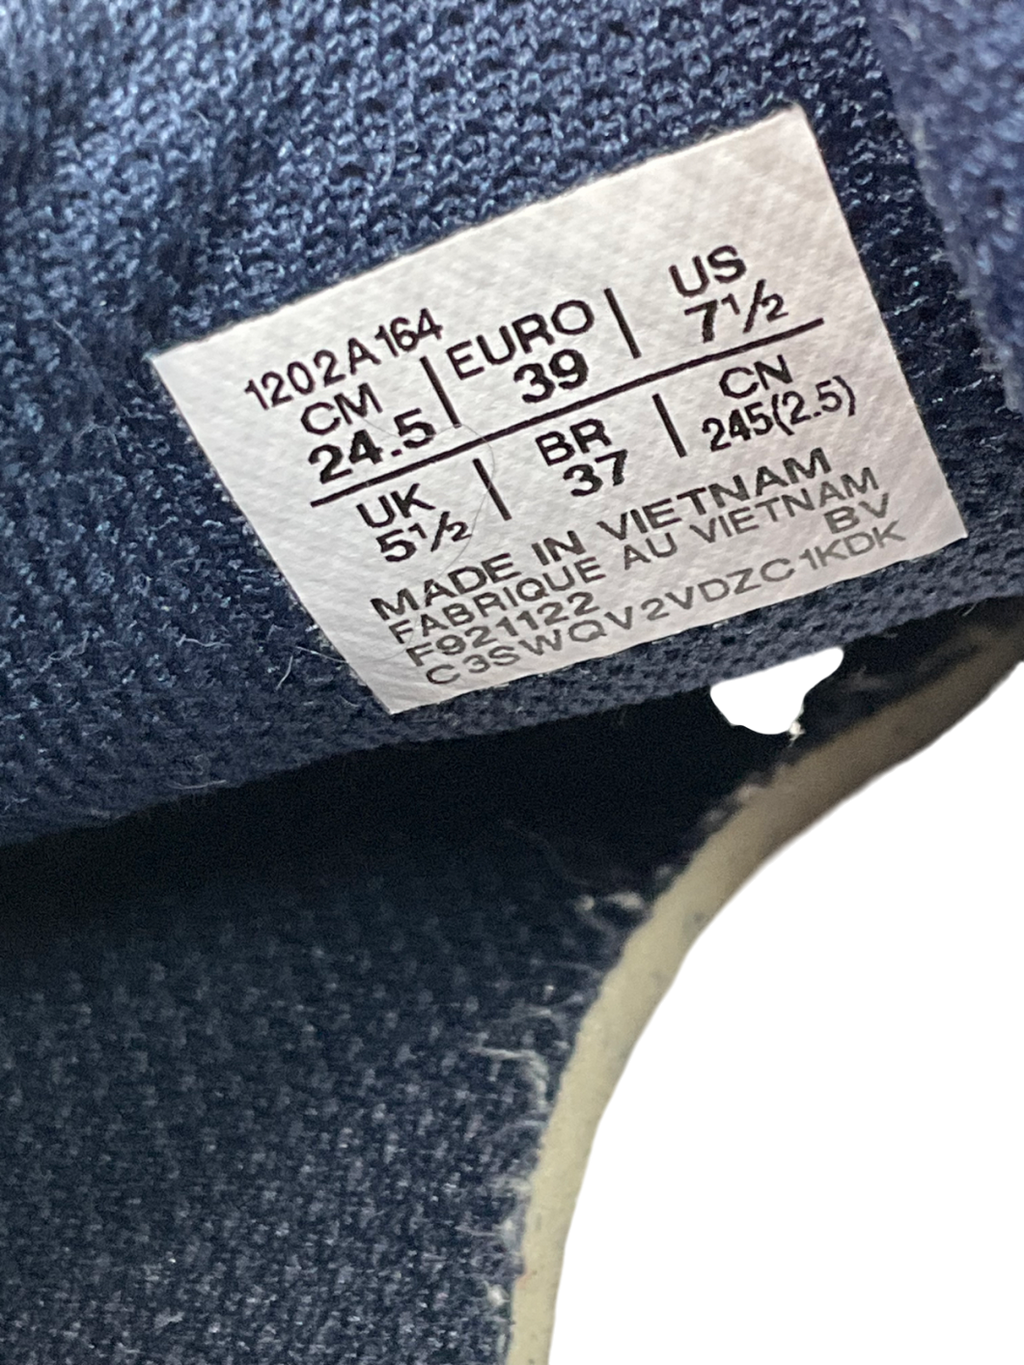 1202A164
CM | EURO | US
24.5 | 39 | 7½
UK | BR | CN
5½ | 37 | 245(2.5)
MADE IN VIETNAM
FABRIQUE AU VIETNAM
F921122 BV
C3SWQV2VDZC1KDK